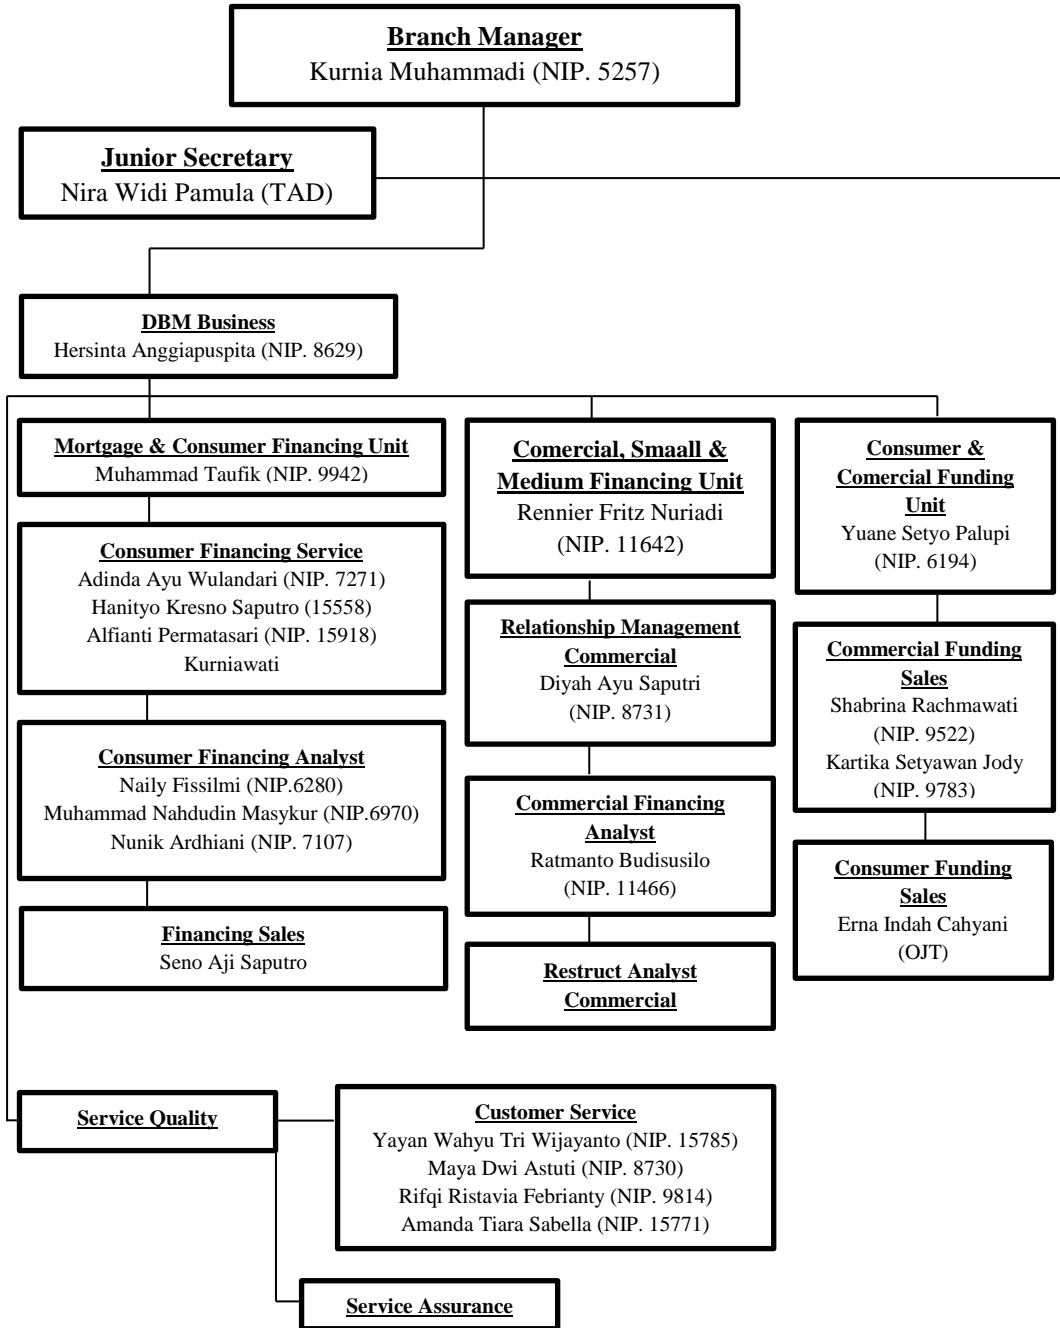 Branch Manager
Kurnia Muhammadi (NIP. 5257)
Junior Secretary
Nira Widi Pamula (TAD)
DBM Business
Hersinta Anggiapuspita (NIP. 8629)
Mortgage & Consumer Financing Unit
Muhammad Taufik (NIP. 9942)
Consumer Financing Service
Adinda Ayu Wulandari (NIP. 7271)
Hanityo Kresno Saputro (15558)
Alfianti Permatasari (NIP. 15918)
Kurniawati
Consumer Financing Analyst
Naily Fissilmi (NIP.6280)
Muhammad Nahdudin Masykur (NIP.6970)
Nunik Ardhiani (NIP. 7107)
Financing Sales
Seno Aji Saputro
Comercial, Smaall &
Medium Financing Unit
Rennier Fritz Nuriadi
(NIP. 11642)
Relationship Management
Commercial
Diyah Ayu Saputri
(NIP. 8731)
Commercial Financing
Analyst
Ratmanto Budisusilo
(NIP. 11466)
Restruct Analyst
Commercial
Consumer &
Comercial Funding
Unit
Yuane Setyo Palupi
(NIP. 6194)
Commercial Funding
Sales
Shabrina Rachmawati
(NIP. 9522)
Kartika Setyawan Jody
(NIP. 9783)
Consumer Funding
Sales
Erna Indah Cahyani
(OJT)
Service Quality
Customer Service
Yayan Wahyu Tri Wijayanto (NIP. 15785)
Maya Dwi Astuti (NIP. 8730)
Rifqi Ristavia Febrianty (NIP. 9814)
Amanda Tiara Sabella (NIP. 15771)
Service Assurance